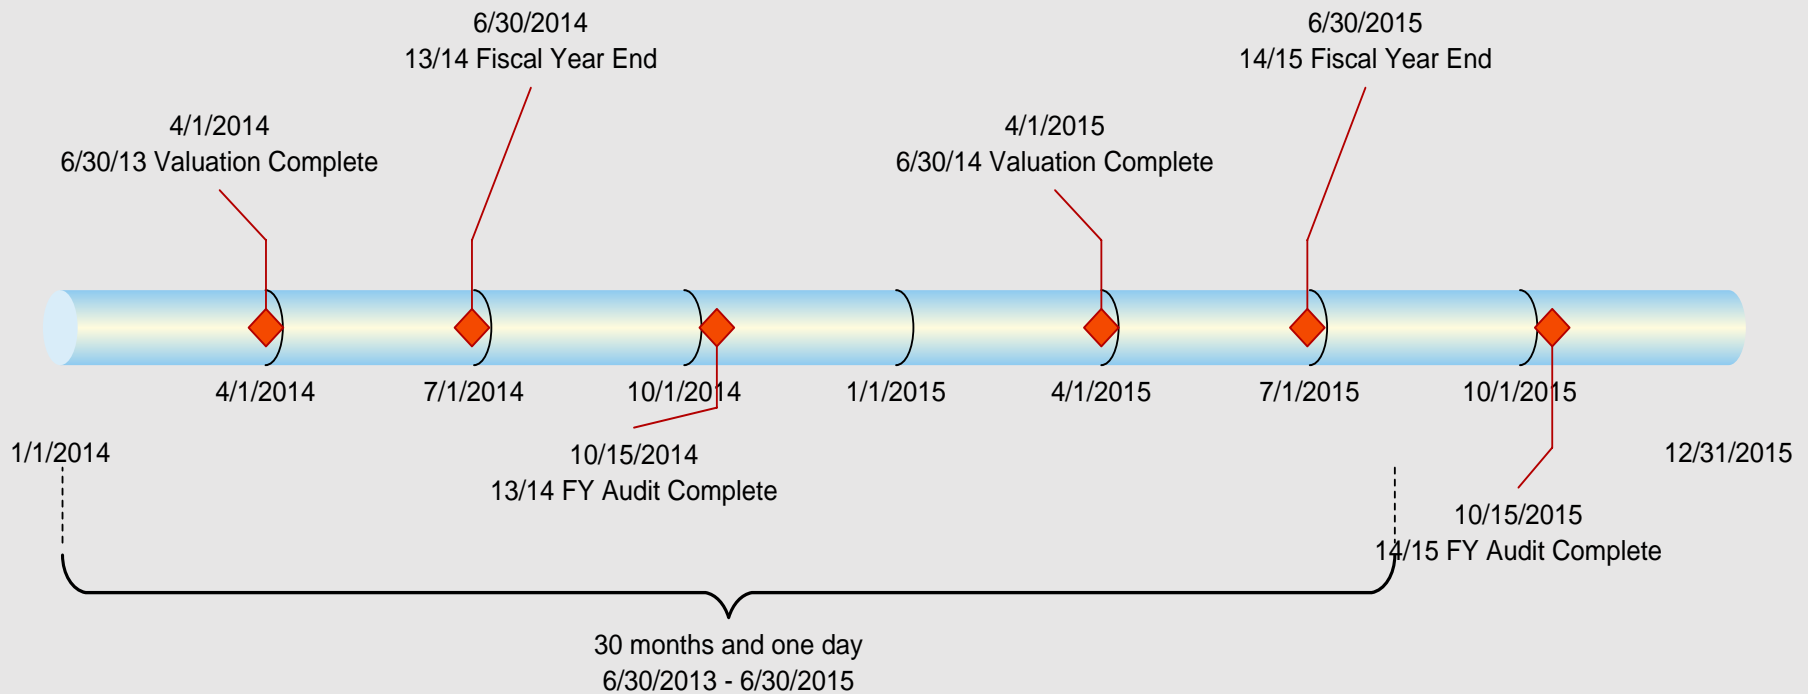 6/30/2014
13/14 Fiscal Year End
6/30/2015
14/15 Fiscal Year End
4/1/2014
6/30/13 Valuation Complete
4/1/2015
6/30/14 Valuation Complete
4/1/2014
7/1/2014
10/1/2014
1/1/2015
4/1/2015
7/1/2015
10/1/2015
1/1/2014
12/31/2015
10/15/2014
13/14 FY Audit Complete
10/15/2015
14/15 FY Audit Complete
30 months and one day
6/30/2013 - 6/30/2015